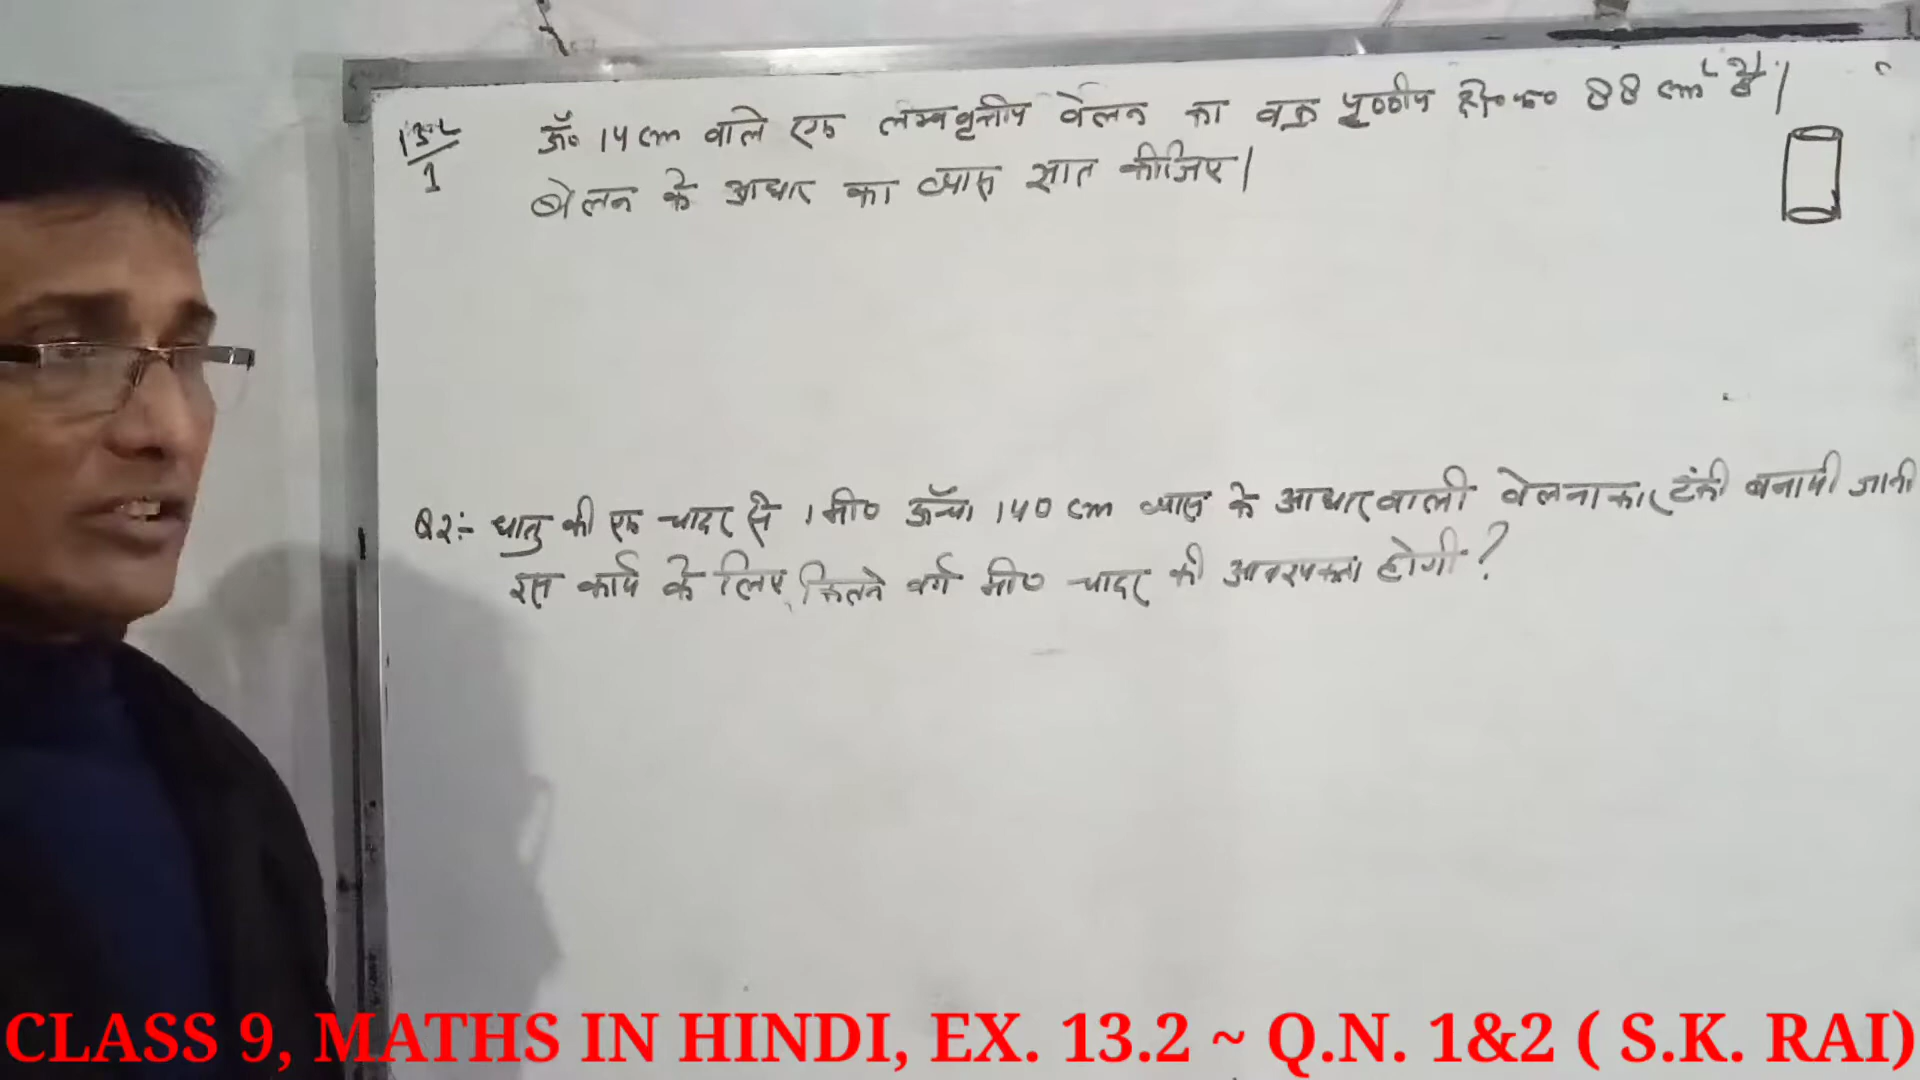 13.2/1 ऊँ० 14 cm वाले एक लम्बवृत्तीय बेलन का वक्र पृष्ठीय क्षे०फ० 88 cm² है।
बेलन के आधार का व्यास ज्ञात कीजिए।
Q2:- धातु की एक चादर से 1 मी० ऊँचा 140 cm व्यास के आधार वाली बेलनाकार टंकी बनायी जानी
इस कार्य के लिए कितने वर्ग मी० चादर की आवश्यकता होगी?
CLASS 9, MATHS IN HINDI, EX. 13.2 ~ Q.N. 1&2 ( S.K. RAI)